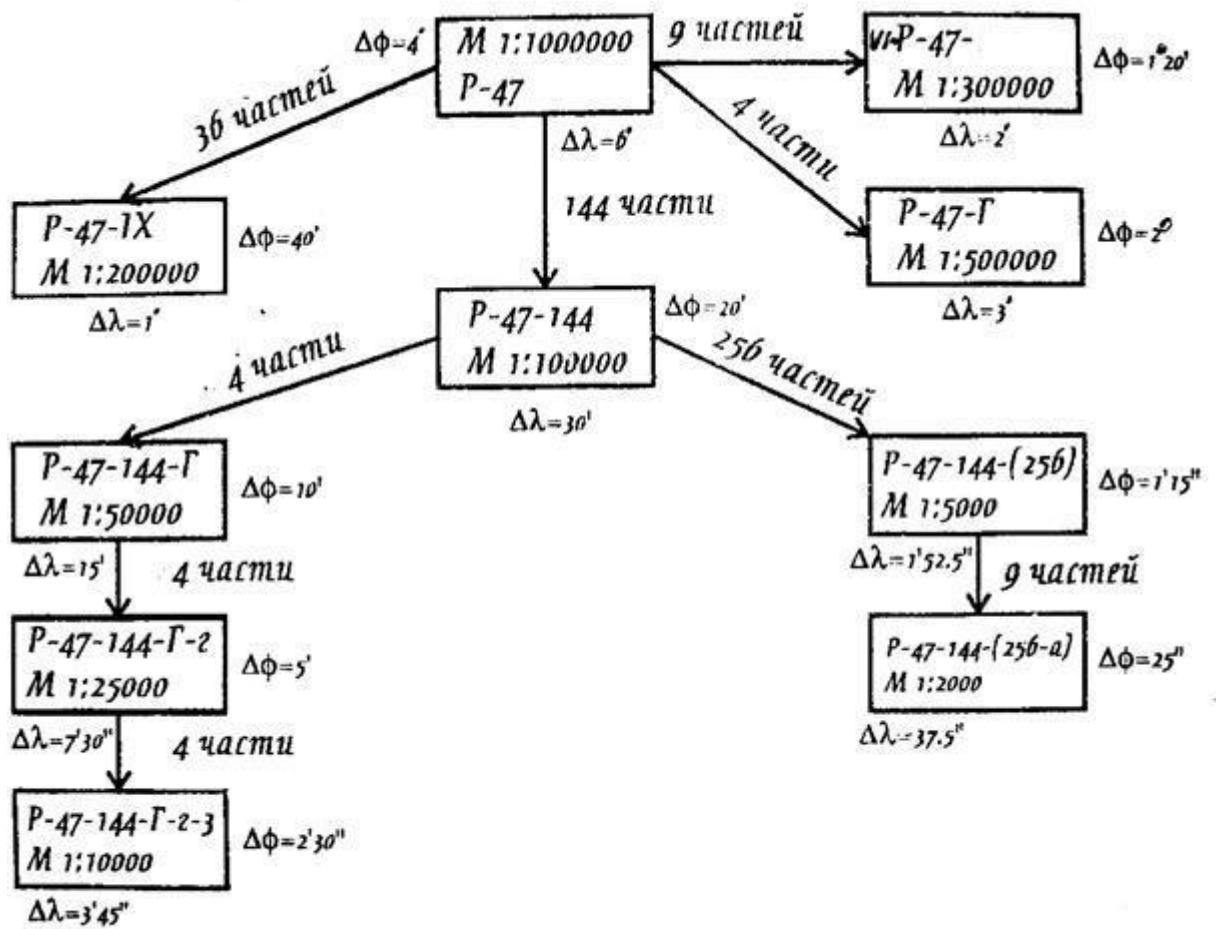 Δφ=4°
М 1:1000000
Р-47
Δλ=6°
9 частей
VI-Р-47-
М 1:300000
Δφ=1°20'
Δλ=2°
36 частей
4 части
144 части
Р-47-IX
М 1:200000
Δφ=40'
Δλ=1°
Р-47-Г
М 1:500000
Δφ=2°
Δλ=3°
Р-47-144
М 1:100000
Δφ=20'
Δλ=30'
4 части
256 частей
Р-47-144-Г
М 1:50000
Δφ=10'
Δλ=15'
4 части
Р-47-144-(256)
М 1:5000
Δφ=1'15"
Δλ=1'52.5"
9 частей
Р-47-144-Г-г
М 1:25000
Δφ=5'
Δλ=7'30"
4 части
Р-47-144-(256-а)
М 1:2000
Δφ=25"
Δλ=37.5"
Р-47-144-Г-г-3
М 1:10000
Δφ=2'30"
Δλ=3'45"